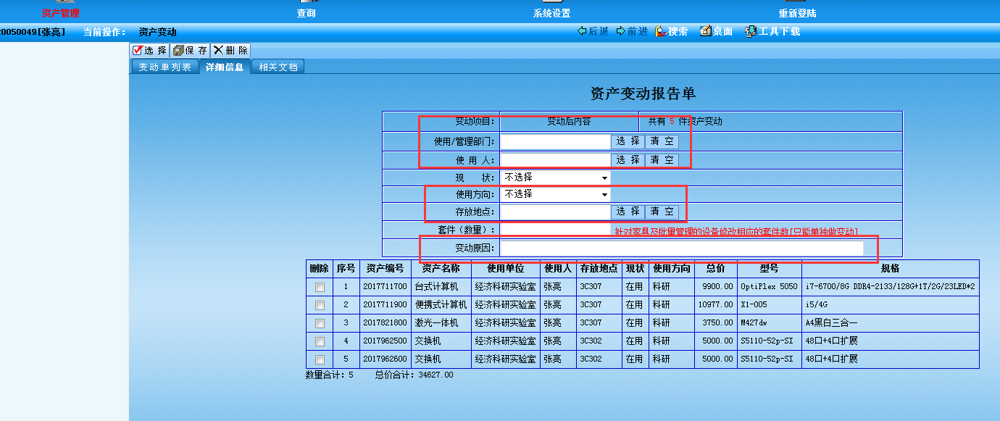 资产管理 查询 系统设置 重新登陆
0050049[张亮] 当前操作： 资产变动 后退 前进 搜索 桌面 工具下载
选 择 保 存 删 除
变动单列表 详细信息 相关文档
资产变动报告单
变动项目： 变动后内容 共有 5 件资产变动
使用/管理部门： 选 择 清 空
使 用 人： 选 择 清 空
现 状： 不选择
使用方向： 不选择
存放地点： 选 择 清 空
套件（数量）： 针对家具及批量管理的设备修改相应的套件数[只能单独做变动]
变动原因：
删除 序号 资产编号 资产名称 使用单位 使用人 存放地点 现状 使用方向 总价 型号 规格
1 2017711700 台式计算机 经济科研实验室 张亮 3C307 在用 科研 9900.00 OptiPlex 5050 i7-6700/8G DDR4-2133/128G+1T/2G/23LED*2
2 2017711900 便携式计算机 经济科研实验室 张亮 3C307 在用 科研 10977.00 X1-005 i5/4G
3 2017821800 激光一体机 经济科研实验室 张亮 3C307 在用 科研 3750.00 M427dw A4黑白三合一
4 2017962500 交换机 经济科研实验室 张亮 3C302 在用 科研 5000.00 S5110-52p-SI 48口+4口扩展
5 2017962600 交换机 经济科研实验室 张亮 3C302 在用 科研 5000.00 S5110-52p-SI 48口+4口扩展
数量合计：5 总价合计：34627.00